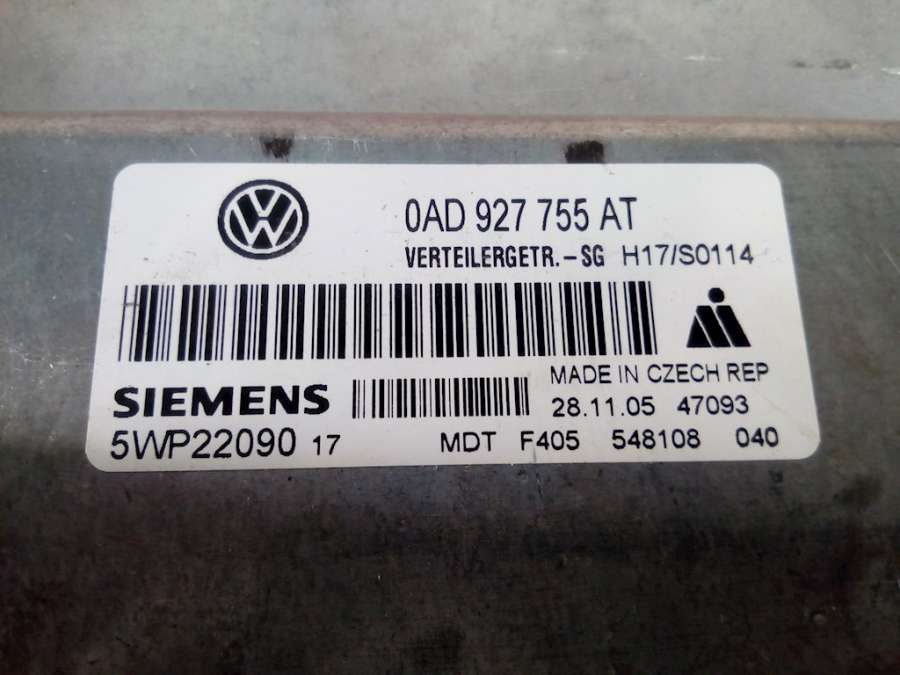 0AD 927 755 AT
VERTEILERGETR.-SG H17/S0114
MADE IN CZECH REP
SIEMENS 28.11.05 47093
5WP22090 17 MDT F405 548108 040